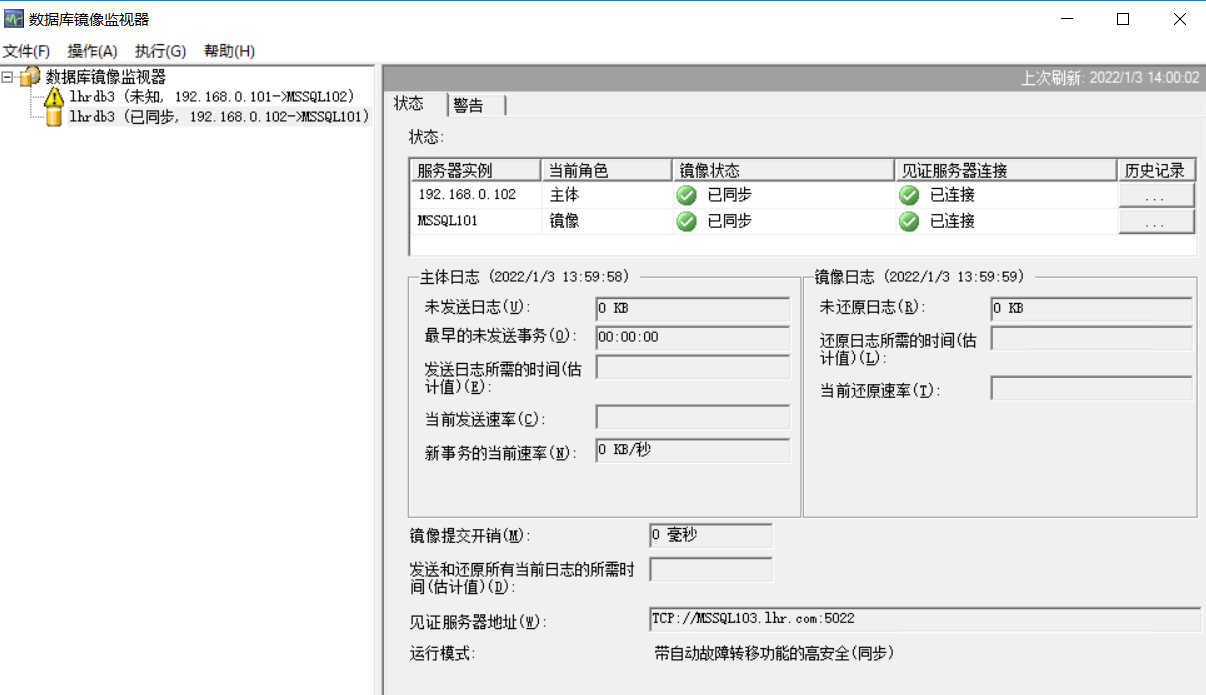 数据库镜像监视器
文件(F) 操作(A) 执行(G) 帮助(H)
数据库镜像监视器
lhrdb3 (未知, 192.168.0.101->MSSQL102)
lhrdb3 (已同步, 192.168.0.102->MSSQL101)
上次刷新: 2022/1/3 14:00:02
状态 警告
状态:
服务器实例 当前角色 镜像状态 见证服务器连接 历史记录
192.168.0.102 主体 已同步 已连接 ...
MSSQL101 镜像 已同步 已连接 ...
主体日志 (2022/1/3 13:59:58)
未发送日志(U): 0 KB
最早的未发送事务(O): 00:00:00
发送日志所需的时间(估
计值)(E):
当前发送速率(C):
新事务的当前速率(N): 0 KB/秒
镜像日志 (2022/1/3 13:59:59)
未还原日志(R): 0 KB
还原日志所需的时间(估
计值)(L):
当前还原速率(T):
镜像提交开销(M): 0 毫秒
发送和还原所有当前日志的所需时
间(估计值)(D):
见证服务器地址(W): TCP://MSSQL103.lhr.com:5022
运行模式: 带自动故障转移功能的高安全(同步)